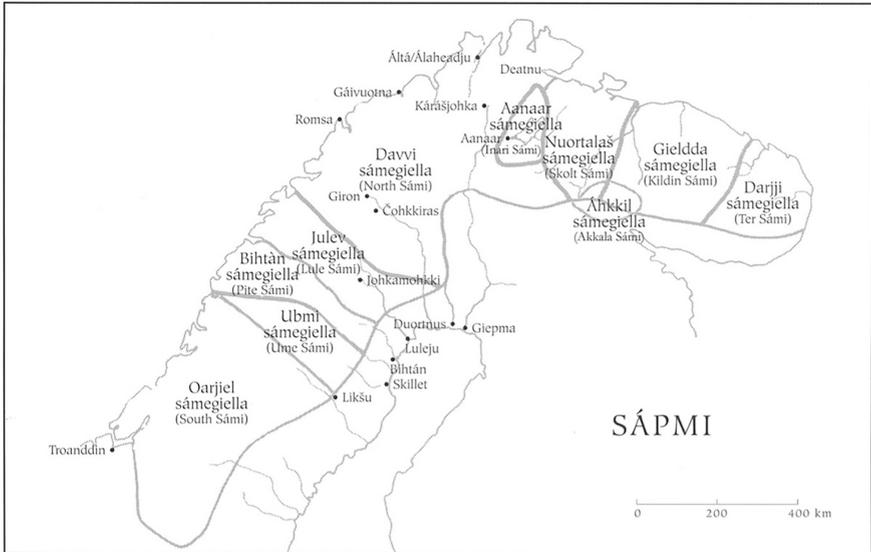 Áltá/Álaheadju
Deatnu
Gáivuotna
Kárášjohka
Romsa
Aanaar
sámegiella
(Inari Sámi)
Aanaar
Nuortalaš
sámegiella
(Skolt Sámi)
Gieldda
sámegiella
(Kildin Sámi)
Darjji
sámegiella
(Ter Sámi)
Áhkkil
sámegiella
(Akkala Sámi)
Davvi
sámegiella
(North Sámi)
Giron
Čohkkiras
Julev
sámegiella
(Lule Sámi)
Johkamohkki
Bihtàn
sámegiella
(Pite Sámi)
Ubmi
sámegiella
(Ume Sámi)
Duortnus
Giepma
Luleju
Bihtán
Skillet
Likšu
Oarjiel
sámegiella
(South Sámi)
Troanddin
SÁPMI
0 200 400 km